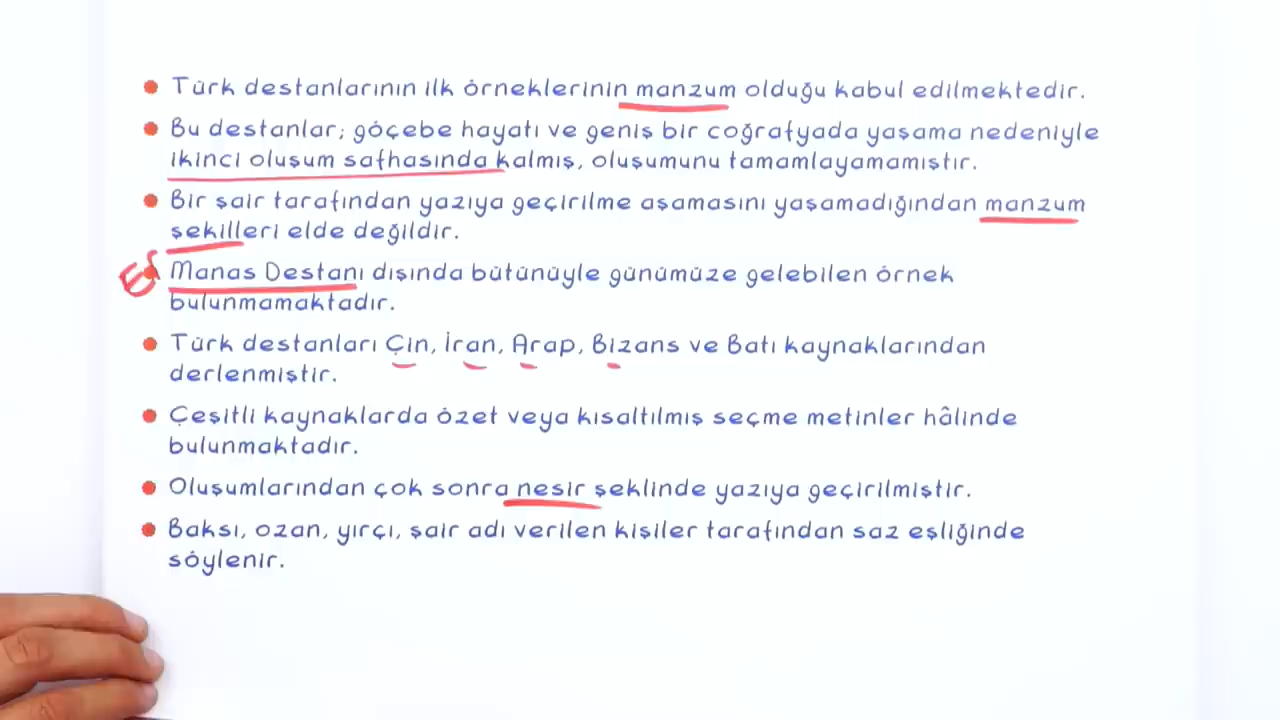 Türk destanlarının ilk örneklerinin manzum olduğu kabul edilmektedir.
Bu destanlar; göçebe hayatı ve geniş bir coğrafyada yaşama nedeniyle
ikinci oluşum safhasında kalmış, oluşumunu tamamlayamamıştır.
Bir şair tarafından yazıya geçirilme aşamasını yaşamadığından manzum
şekilleri elde değildir.
Manas Destanı dışında bütünüyle günümüze gelebilen örnek
bulunmamaktadır.
Türk destanları Çin, İran, Arap, Bizans ve Batı kaynaklarından
derlenmiştir.
Çeşitli kaynaklarda özet veya kısaltılmış seçme metinler hâlinde
bulunmaktadır.
Oluşumlarından çok sonra nesir şeklinde yazıya geçirilmiştir.
Baksı, ozan, yırçı, şair adı verilen kişiler tarafından saz eşliğinde
söylenir.